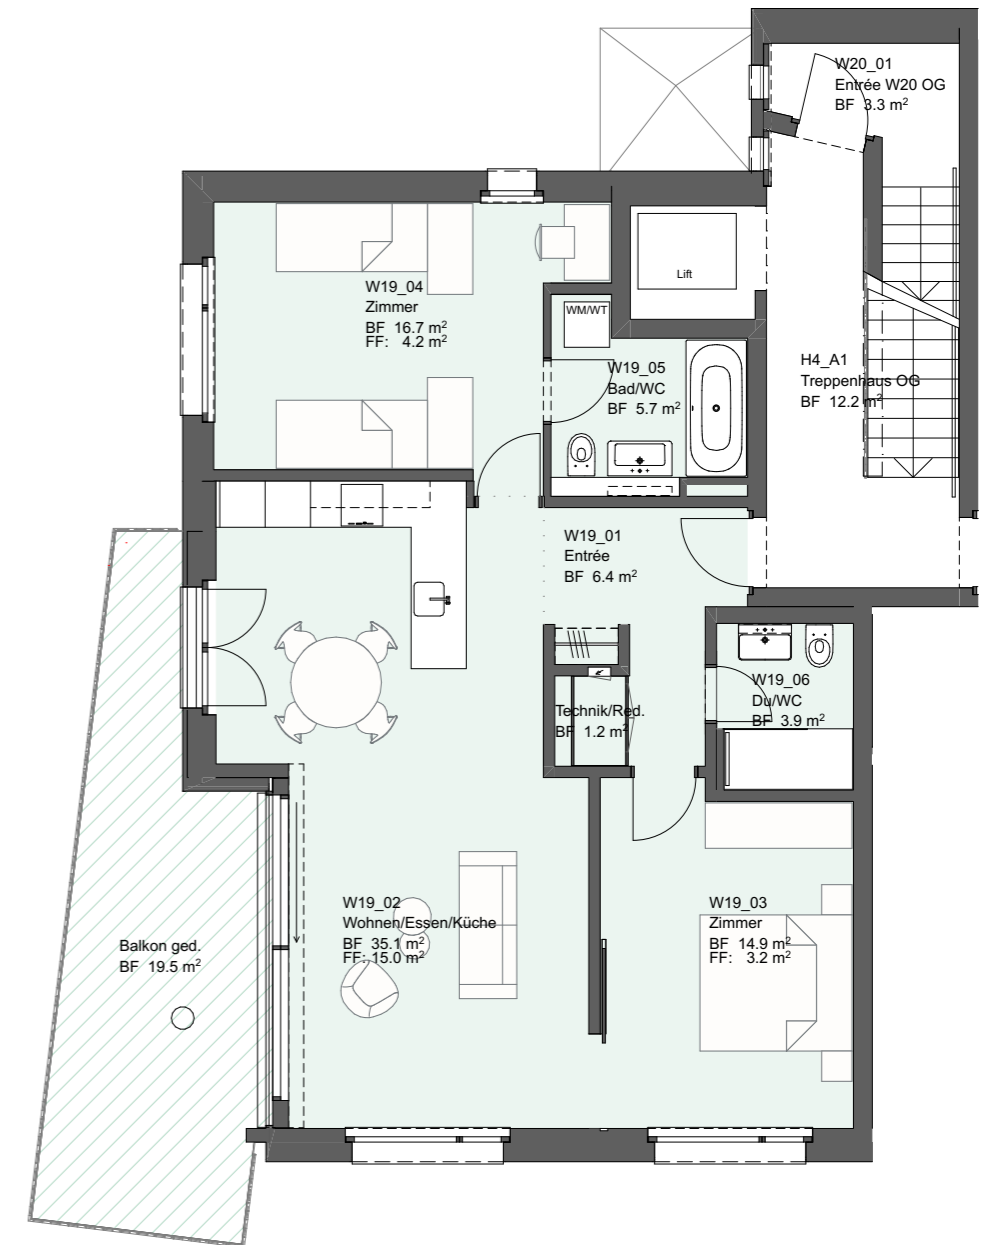 W20_01
Entrée W20 OG
BF 3.3 m²
Lift
W19_04
Zimmer
BF 16.7 m²
FF: 4.2 m²
WM/WT
W19_05
Bad/WC
BF 5.7 m²
H4_A1
Treppenhaus OG
BF 12.2 m²
W19_01
Entrée
BF 6.4 m²
W19_06
Du/WC
BF 3.9 m²
Technik/Red.
BF 1.2 m²
W19_02
Wohnen/Essen/Küche
BF 35.1 m²
FF: 15.0 m²
W19_03
Zimmer
BF 14.9 m²
FF: 3.2 m²
Balkon ged.
BF 19.5 m²